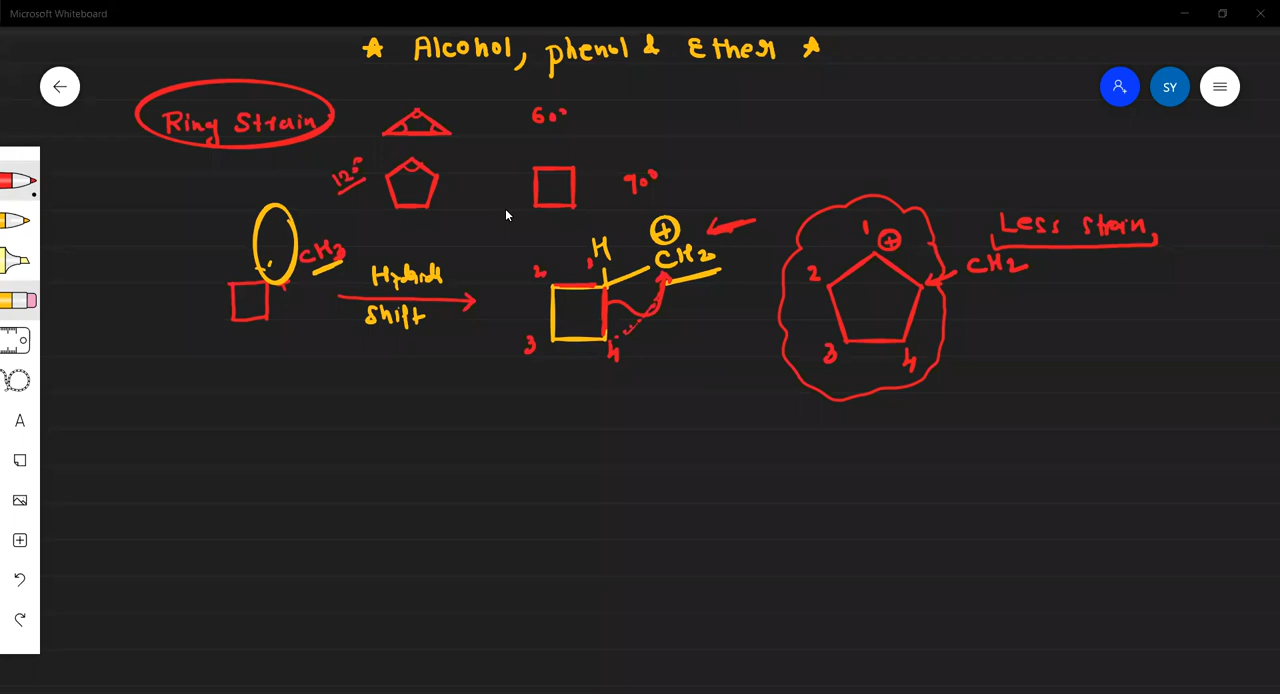 Microsoft Whiteboard
★ Alcohol, phenol & Ether ★
SY
Ring Strain
60°
120°
90°
CH3
Hydride
Shift
H
+
CH2
1
2
3
4
Less strain,
1
+
CH2
2
3
4
A